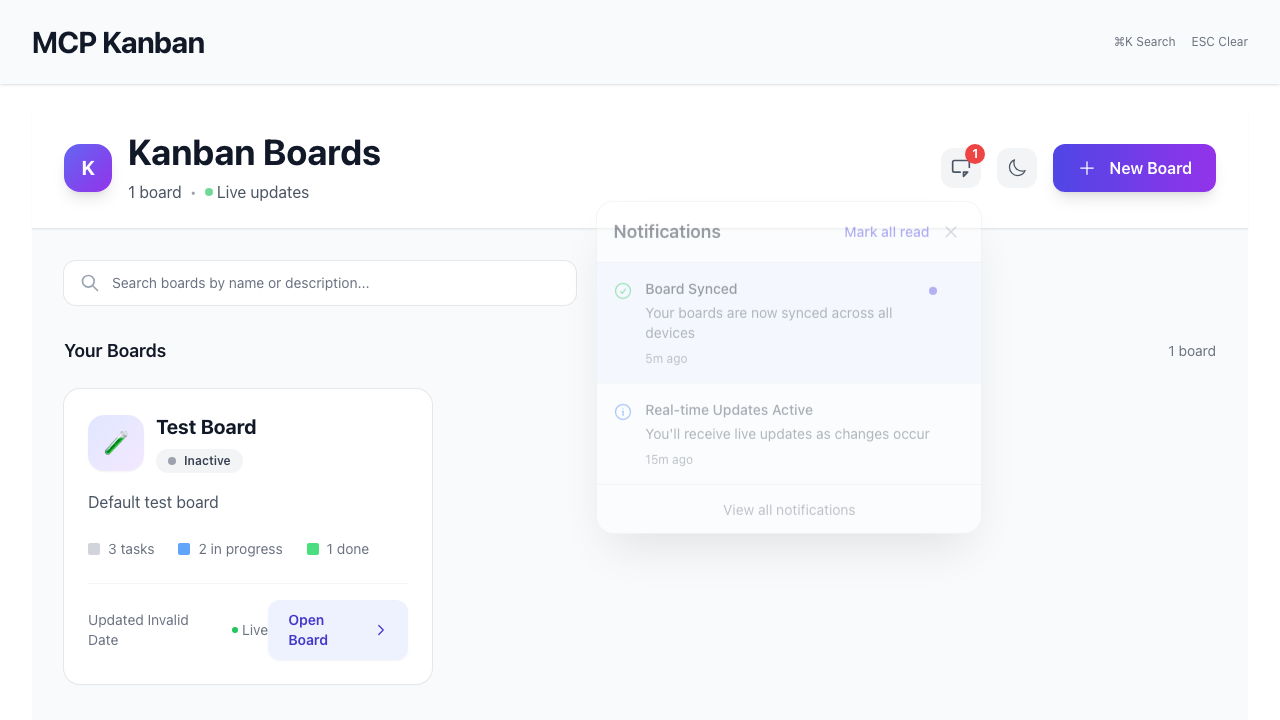 MCP Kanban
⌘K Search ESC Clear
K
Kanban Boards
1 board • Live updates
1
New Board
Notifications
Mark all read
Board Synced
Your boards are now synced across all
devices
5m ago
Real-time Updates Active
You'll receive live updates as changes occur
15m ago
View all notifications
Search boards by name or description...
Your Boards
1 board
Test Board
Inactive
Default test board
3 tasks 2 in progress 1 done
Updated Invalid
Date
Live
Open
Board